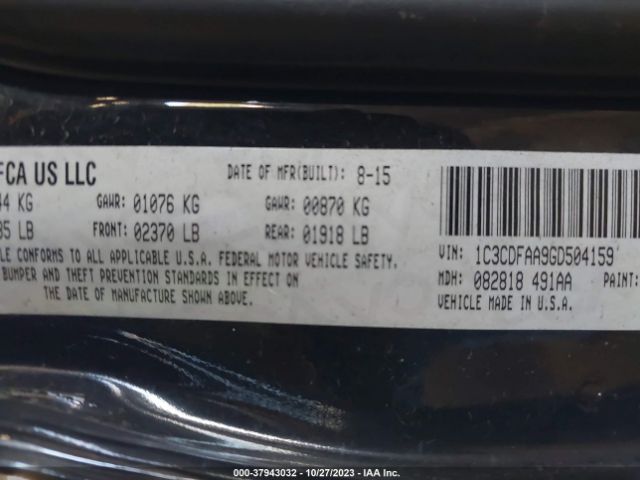 FCA US LLC
DATE OF MFR(BUILT): 8-15
44 KG GAWR: 01076 KG GAWR: 00870 KG
85 LB FRONT: 02370 LB REAR: 01918 LB
LE CONFORMS TO ALL APPLICABLE U.S.A. FEDERAL MOTOR VEHICLE SAFETY,
BUMPER AND THEFT PREVENTION STANDARDS IN EFFECT ON
THE DATE OF MANUFACTURE SHOWN ABOVE.
VIN: 1C3CDFAA9GD504159
MDH: 082818 491AA PAINT:
VEHICLE MADE IN U.S.A.
000-37943032 | 10/27/2023 | IAA Inc.